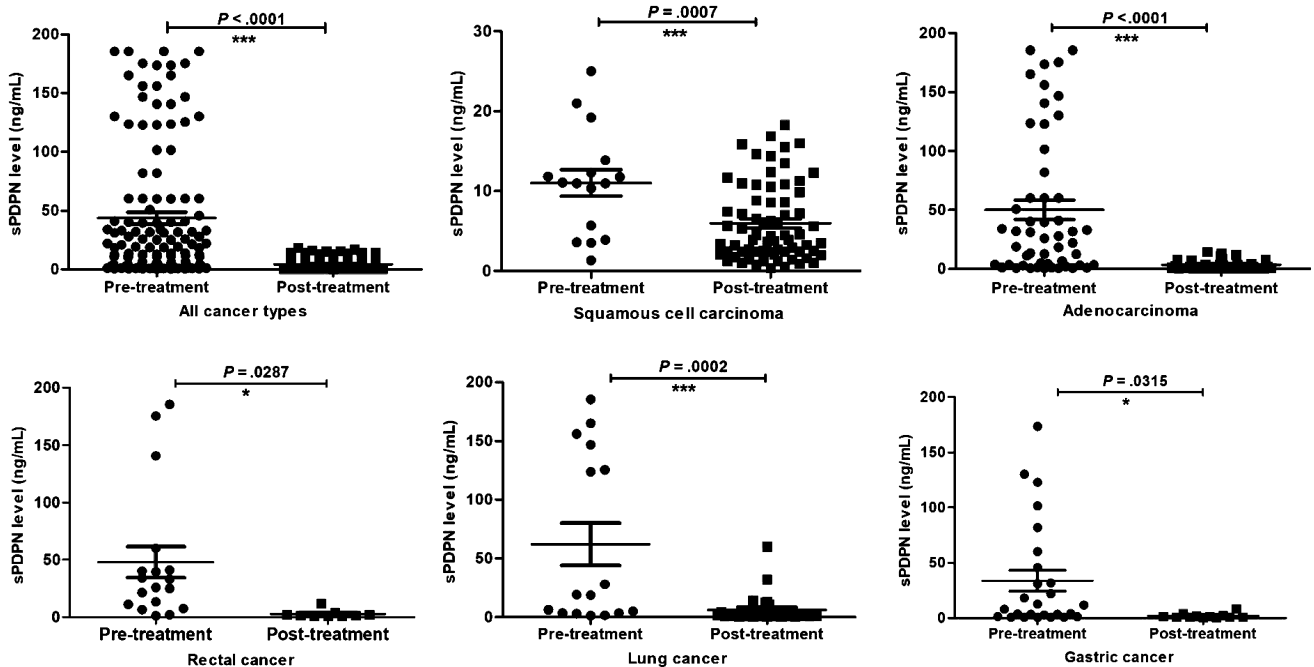 P < .0001
***
sPDPN level (ng/mL)
200
150
100
50
0
Pre-treatment Post-treatment
All cancer types
P = .0007
***
sPDPN level (ng/mL)
30
20
10
0
Pre-treatment Post-treatment
Squamous cell carcinoma
P <.0001
***
sPDPN level (ng/mL)
200
150
100
50
0
Pre-treatment Post-treatment
Adenocarcinoma
P = .0287
*
sPDPN level (ng/mL)
200
150
100
50
0
Pre-treatment Post-treatment
Rectal cancer
P = .0002
***
sPDPN level (ng/mL)
200
150
100
50
0
Pre-treatment Post-treatment
Lung cancer
P = .0315
*
sPDPN level (ng/mL)
200
150
100
50
0
Pre-treatment Post-treatment
Gastric cancer